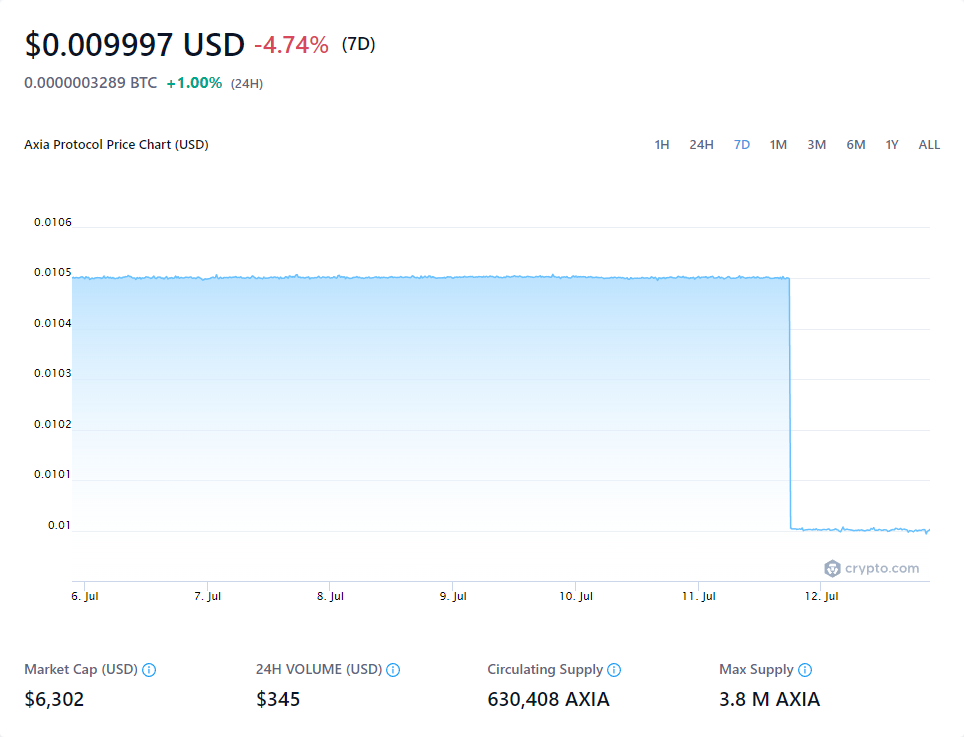 $0.009997 USD -4.74% (7D)
0.0000003289 BTC +1.00% (24H)
Axia Protocol Price Chart (USD) 1H 24H 7D 1M 3M 6M 1Y ALL
0.0106
0.0105
0.0104
0.0103
0.0102
0.0101
0.01
crypto.com
6. Jul 7. Jul 8. Jul 9. Jul 10. Jul 11. Jul 12. Jul
Market Cap (USD) 24H VOLUME (USD) Circulating Supply Max Supply
$6,302 $345 630,408 AXIA 3.8 M AXIA